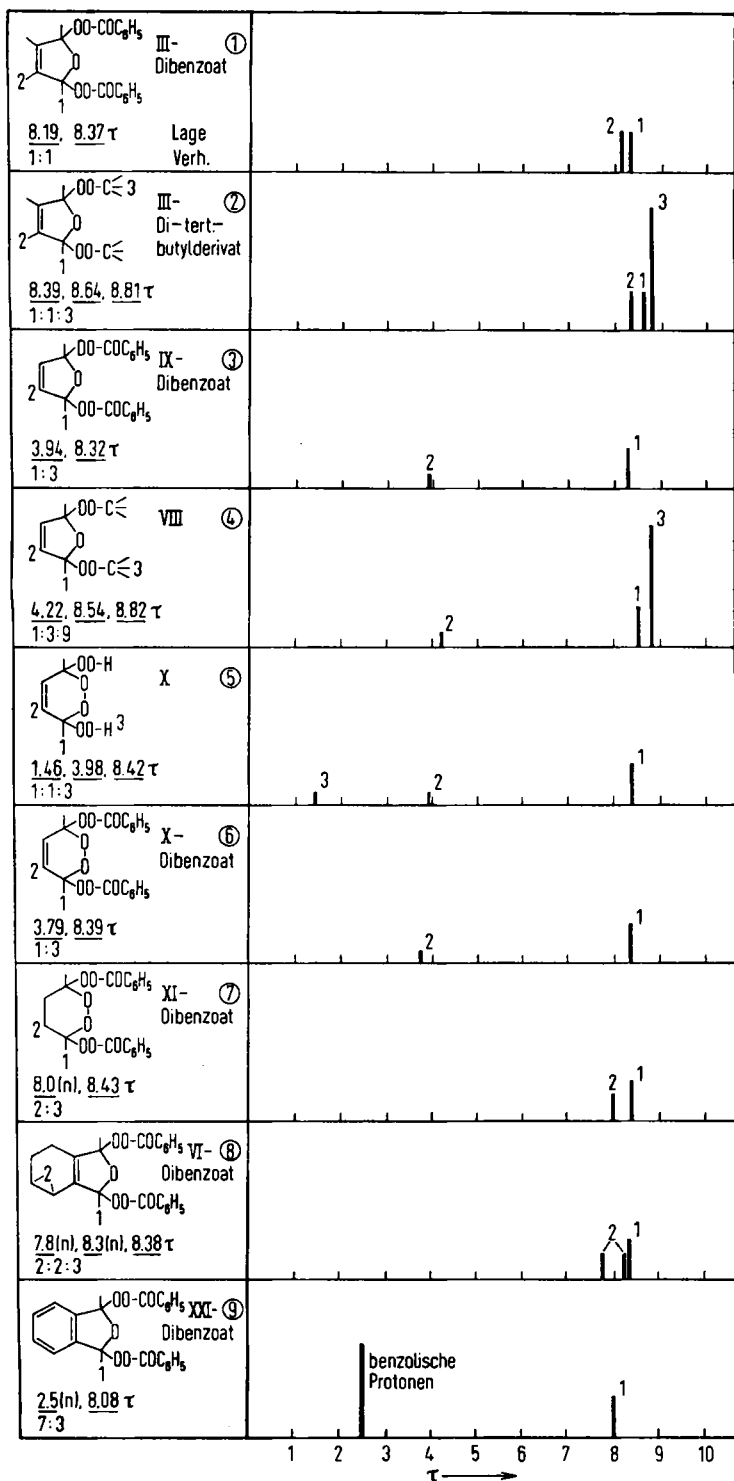 OO-COC₆H₅
III- ①
Dibenzoat
O
2
OO-COC₆H₅
1
8.19, 8.37 τ Lage
1:1 Verh.
2 1
OO-C 3
III- ②
Di-tert.-
butylderivat
O
2
OO-C
1
8.39, 8.64, 8.81 τ
1:1:3
2 1 3
OO-COC₆H₅
IX- ③
Dibenzoat
O
2
OO-COC₆H₅
1
3.94, 8.32 τ
1:3
2 1
OO-C
VIII ④
O
2
OO-C 3
1
4.22, 8.54, 8.82 τ
1:3:9
2 1 3
OO-H
X ⑤
O
O
2
OO-H 3
1
1.46, 3.98, 8.42 τ
1:1:3
3 2 1
OO-COC₆H₅
X- ⑥
Dibenzoat
O
O
2
OO-COC₆H₅
1
3.79, 8.39 τ
1:3
2 1
OO-COC₆H₅
XI- ⑦
Dibenzoat
O
O
2
OO-COC₆H₅
1
8.0(n), 8.43 τ
2:3
2 1
OO-COC₆H₅ VI- ⑧
Dibenzoat
O
2
OO-COC₆H₅
1
7.8(n), 8.3(n), 8.38 τ
2:2:3
2 1
OO-COC₆H₅ XXI- ⑨
Dibenzoat
O
OO-COC₆H₅
1
2.5(n), 8.08 τ
7:3
benzolische
Protonen
1
1 2 3 4 5 6 7 8 9 10
τ